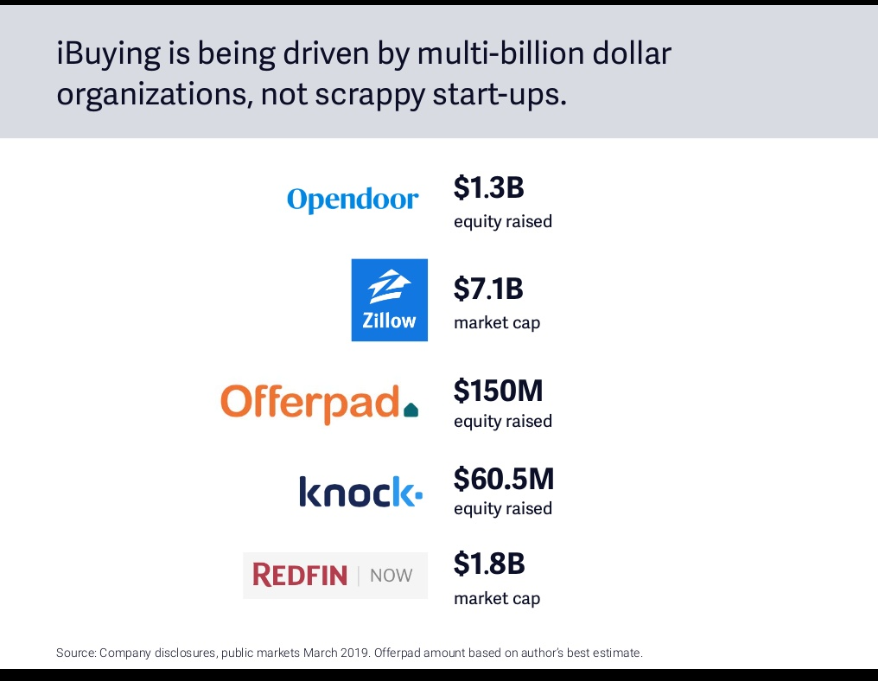 iBuying is being driven by multi-billion dollar
organizations, not scrappy start-ups.
Opendoor
$1.3B
equity raised
Zillow
$7.1B
market cap
Offerpad
$150M
equity raised
knock
$60.5M
equity raised
REDFIN | NOW
$1.8B
market cap
Source: Company disclosures, public markets March 2019. Offerpad amount based on author's best estimate.